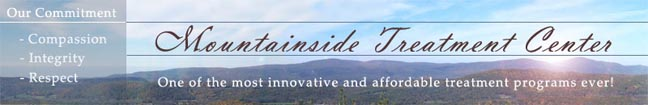 Our Commitment
- Compassion
- Integrity
- Respect
Mountainside Treatment Center
One of the most innovative and affordable treatment programs ever!